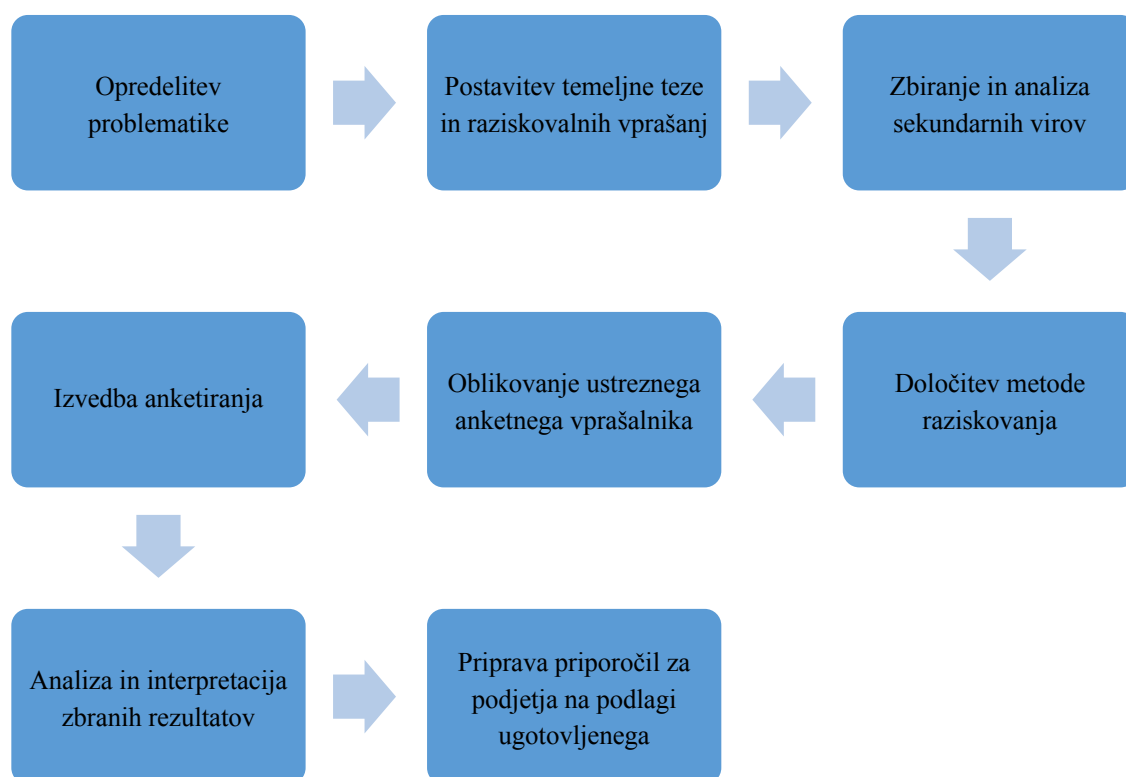 Opredelitev
problematike
Postavitev temeljne teze
in raziskovalnih vprašanj
Zbiranje in analiza
sekundarnih virov
Določitev metode
raziskovanja
Oblikovanje ustreznega
anketnega vprašalnika
Izvedba anketiranja
Analiza in interpretacija
zbranih rezultatov
Priprava priporočil za
podjetja na podlagi
ugotovljenega